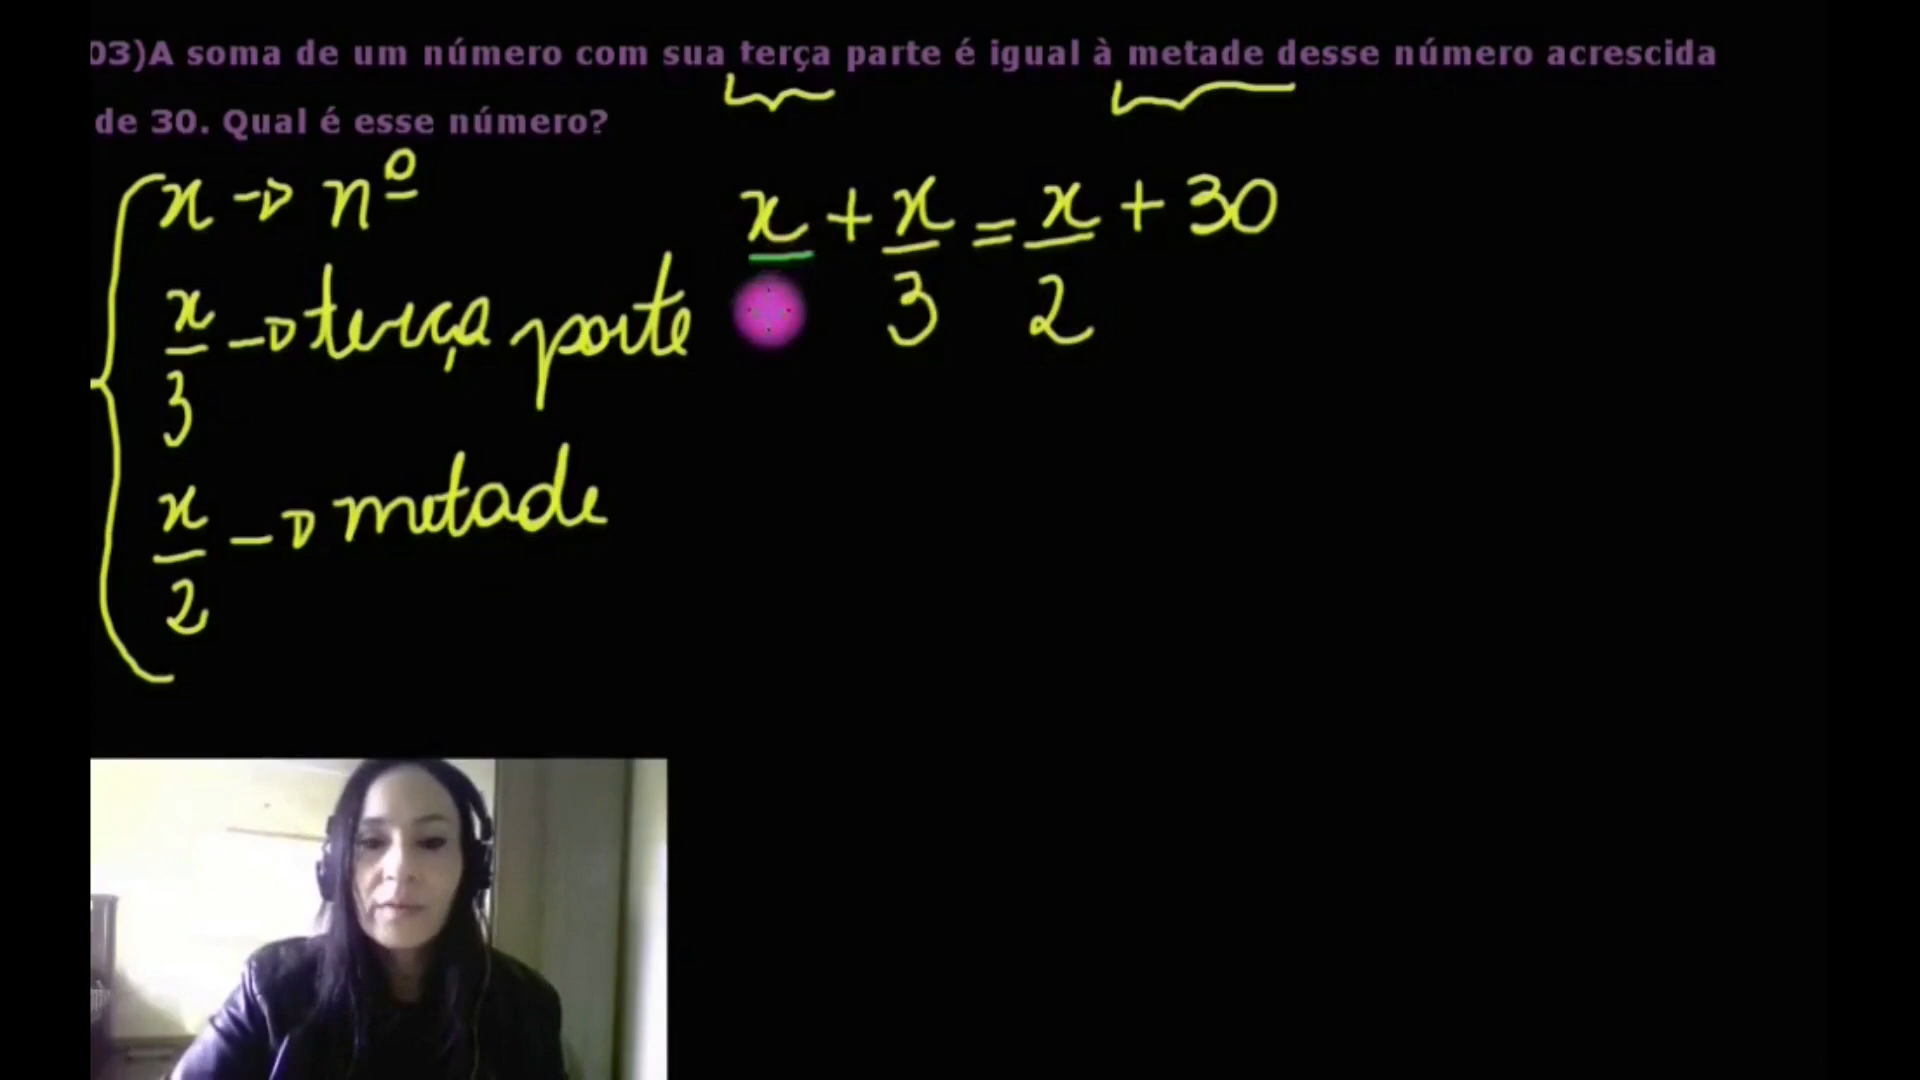 03)A soma de um número com sua terça parte é igual à metade desse número acrescida
de 30. Qual é esse número?
x → nº
x/3 → terça parte
x/2 → metade
x + x/3 = x/2 + 30